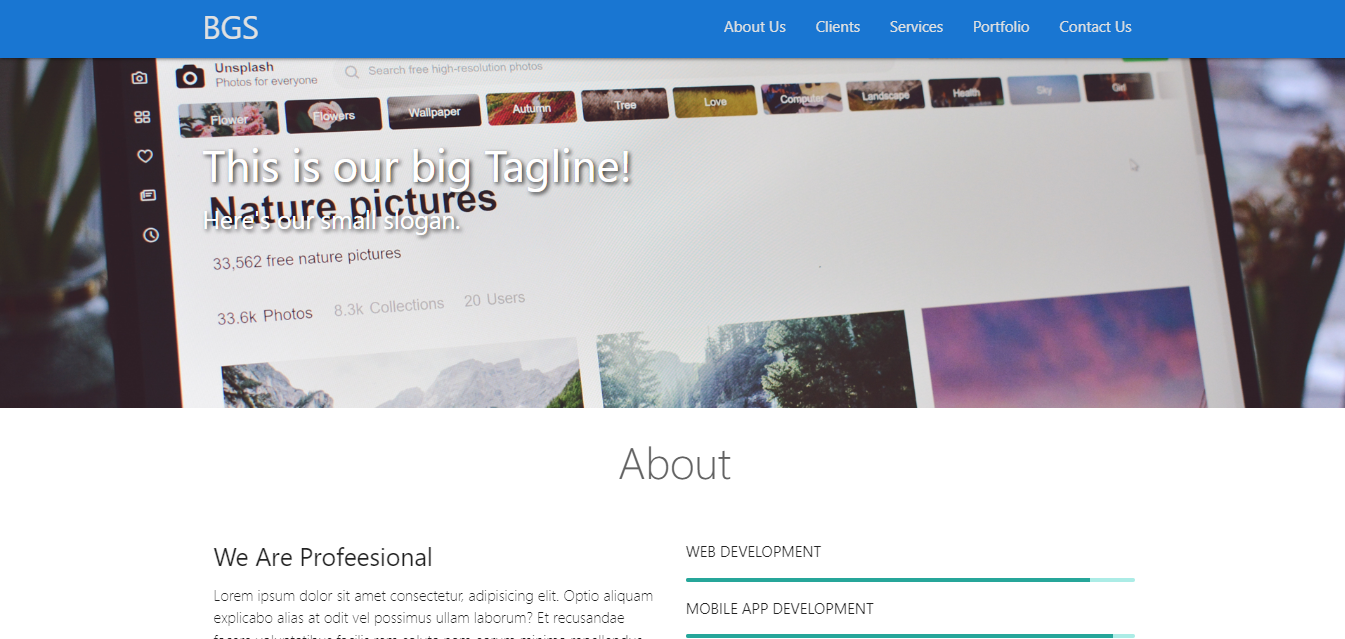 BGS
About Us
Clients
Services
Portfolio
Contact Us
Unsplash
Photos for everyone
Search free high-resolution photos
Flower
Flowers
Wallpaper
Autumn
Tree
Love
Computer
Landscape
Health
Sky
Girl
This is our big Tagline!
Nature pictures
Here's our small slogan.
33,562 free nature pictures
33.6k Photos
8.3k Collections
20 Users
About
We Are Profeesional
WEB DEVELOPMENT
Lorem ipsum dolor sit amet consectetur, adipisicing elit. Optio aliquam
explicabo alias at odit vel possimus ullam laborum? Et recusandae
MOBILE APP DEVELOPMENT